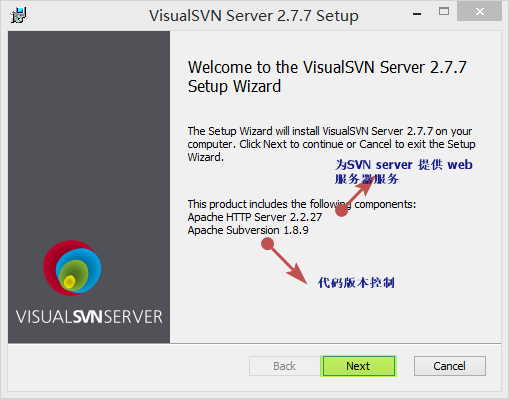 VisualSVN Server 2.7.7 Setup
Welcome to the VisualSVN Server 2.7.7
Setup Wizard
The Setup Wizard will install VisualSVN Server 2.7.7 on your
computer. Click Next to continue or Cancel to exit the Setup
Wizard.
为SVN server 提供 web
服务器服务
This product includes the following components:
Apache HTTP Server 2.2.27
Apache Subversion 1.8.9
代码版本控制
VISUALSVNSERVER
Back
Next
Cancel